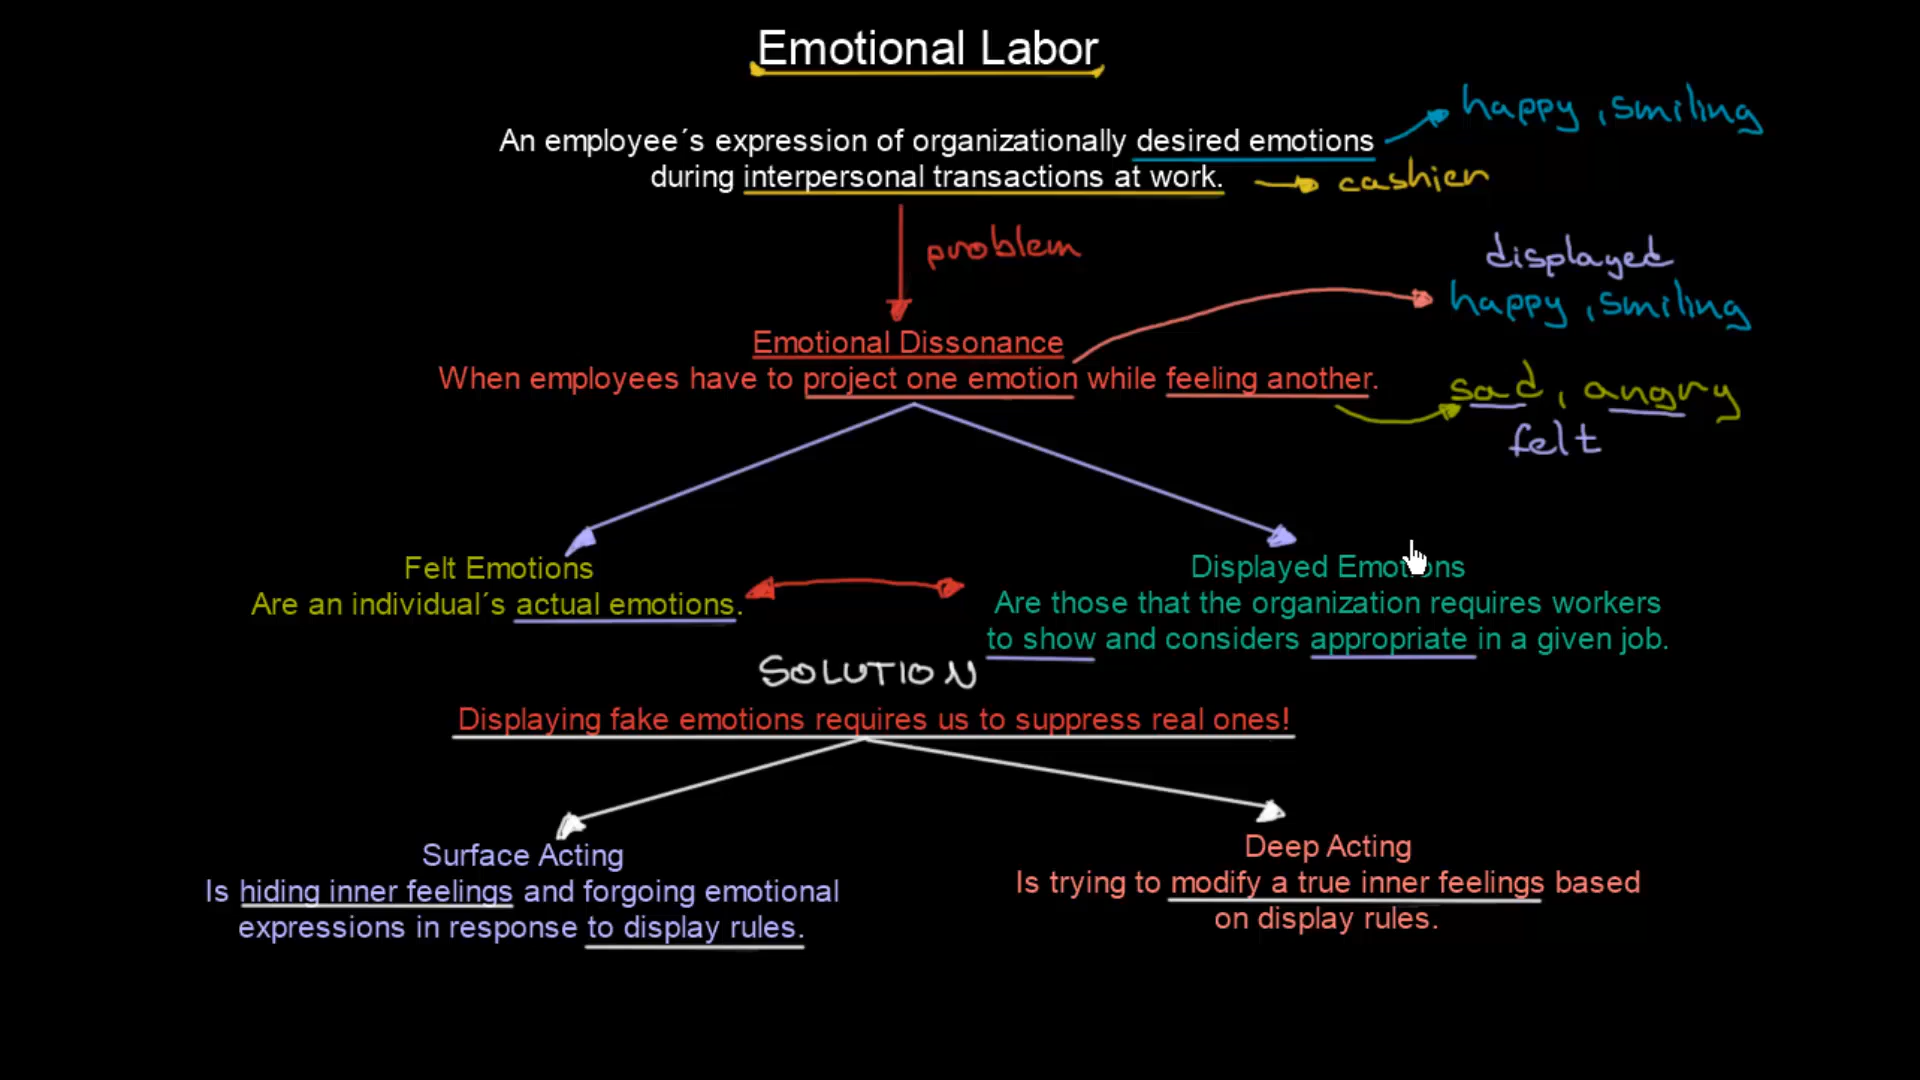 Emotional Labor
happy, smiling
An employee´s expression of organizationally desired emotions
during interpersonal transactions at work.
cashier
problem
displayed
happy, smiling
Emotional Dissonance
When employees have to project one emotion while feeling another.
sad, angry
felt
Felt Emotions
Are an individual´s actual emotions.
Displayed Emotions
Are those that the organization requires workers
to show and considers appropriate in a given job.
SOLUTION
Displaying fake emotions requires us to suppress real ones!
Surface Acting
Is hiding inner feelings and forgoing emotional
expressions in response to display rules.
Deep Acting
Is trying to modify a true inner feelings based
on display rules.